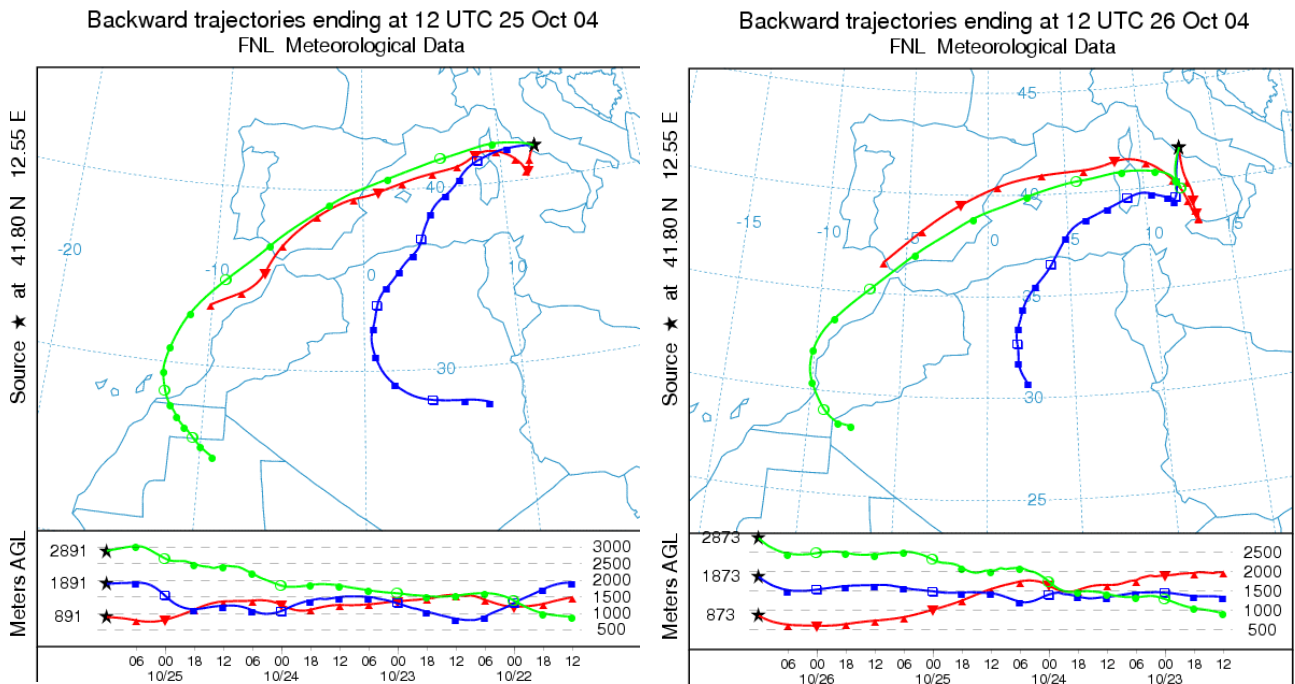 Backward trajectories ending at 12 UTC 25 Oct 04
FNL Meteorological Data
Source ★ at 41.80 N 12.55 E
-20
-10
0
10
40
30
Meters AGL
2891
1891
891
3000
2500
2000
1500
1000
500
06 00 18 12 00 18 12 00 18 12 06 00 18 12
10/25 10/24 10/23 10/22
Backward trajectories ending at 12 UTC 26 Oct 04
FNL Meteorological Data
Source ★ at 41.80 N 12.55 E
45
40
-15
-10
-5
0
5
10
15
35
30
25
Meters AGL
2873
1873
873
2500
2000
1500
1000
500
06 00 18 12 06 00 18 12 06 00 18 12 06 00 18 12
10/26 10/25 10/24 10/23